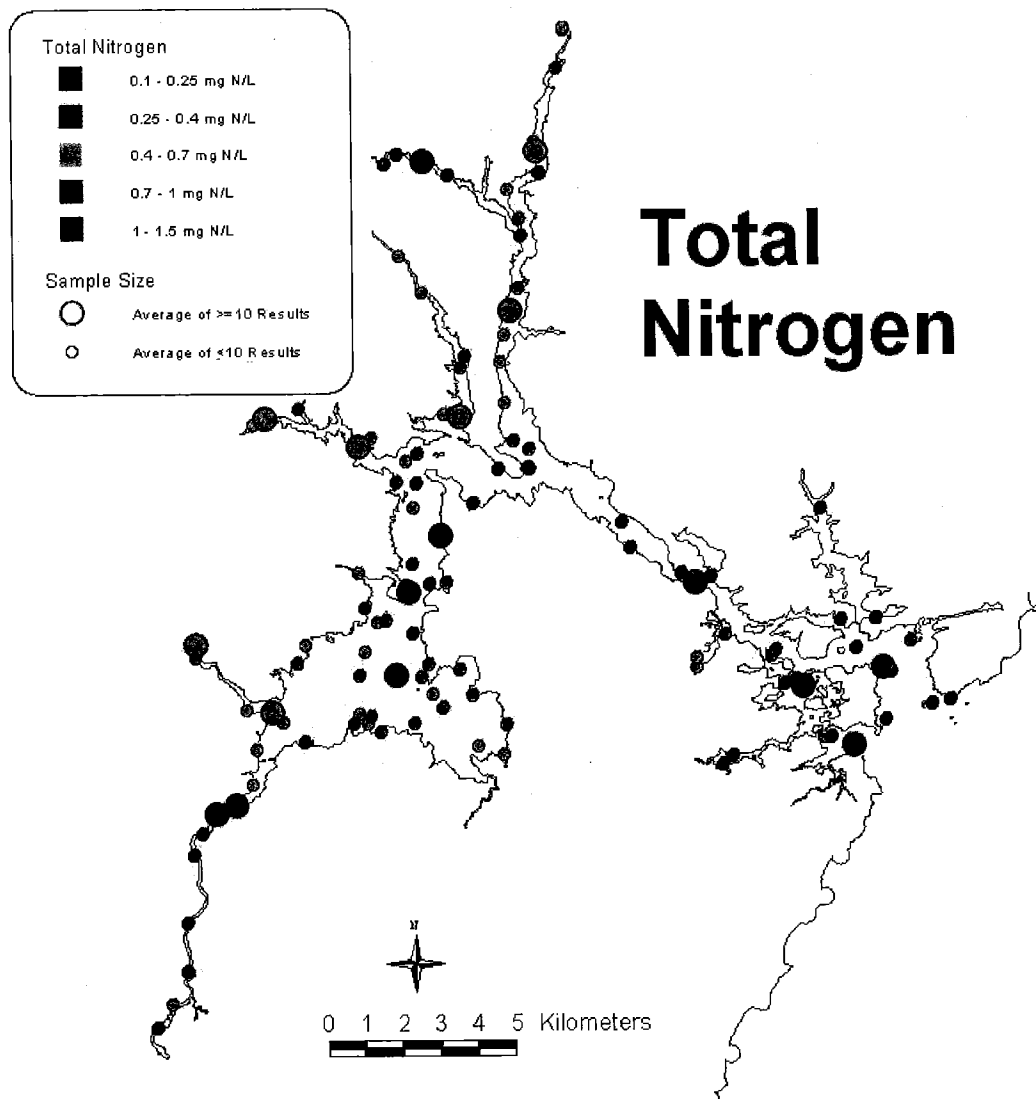 Total Nitrogen
0.1 - 0.25 mg N/L
0.25 - 0.4 mg N/L
0.4 - 0.7 mg N/L
0.7 - 1 mg N/L
1 - 1.5 mg N/L
Sample Size
Average of >=10 Results
Average of ≤10 Results
Total
Nitrogen
N
0 1 2 3 4 5 Kilometers